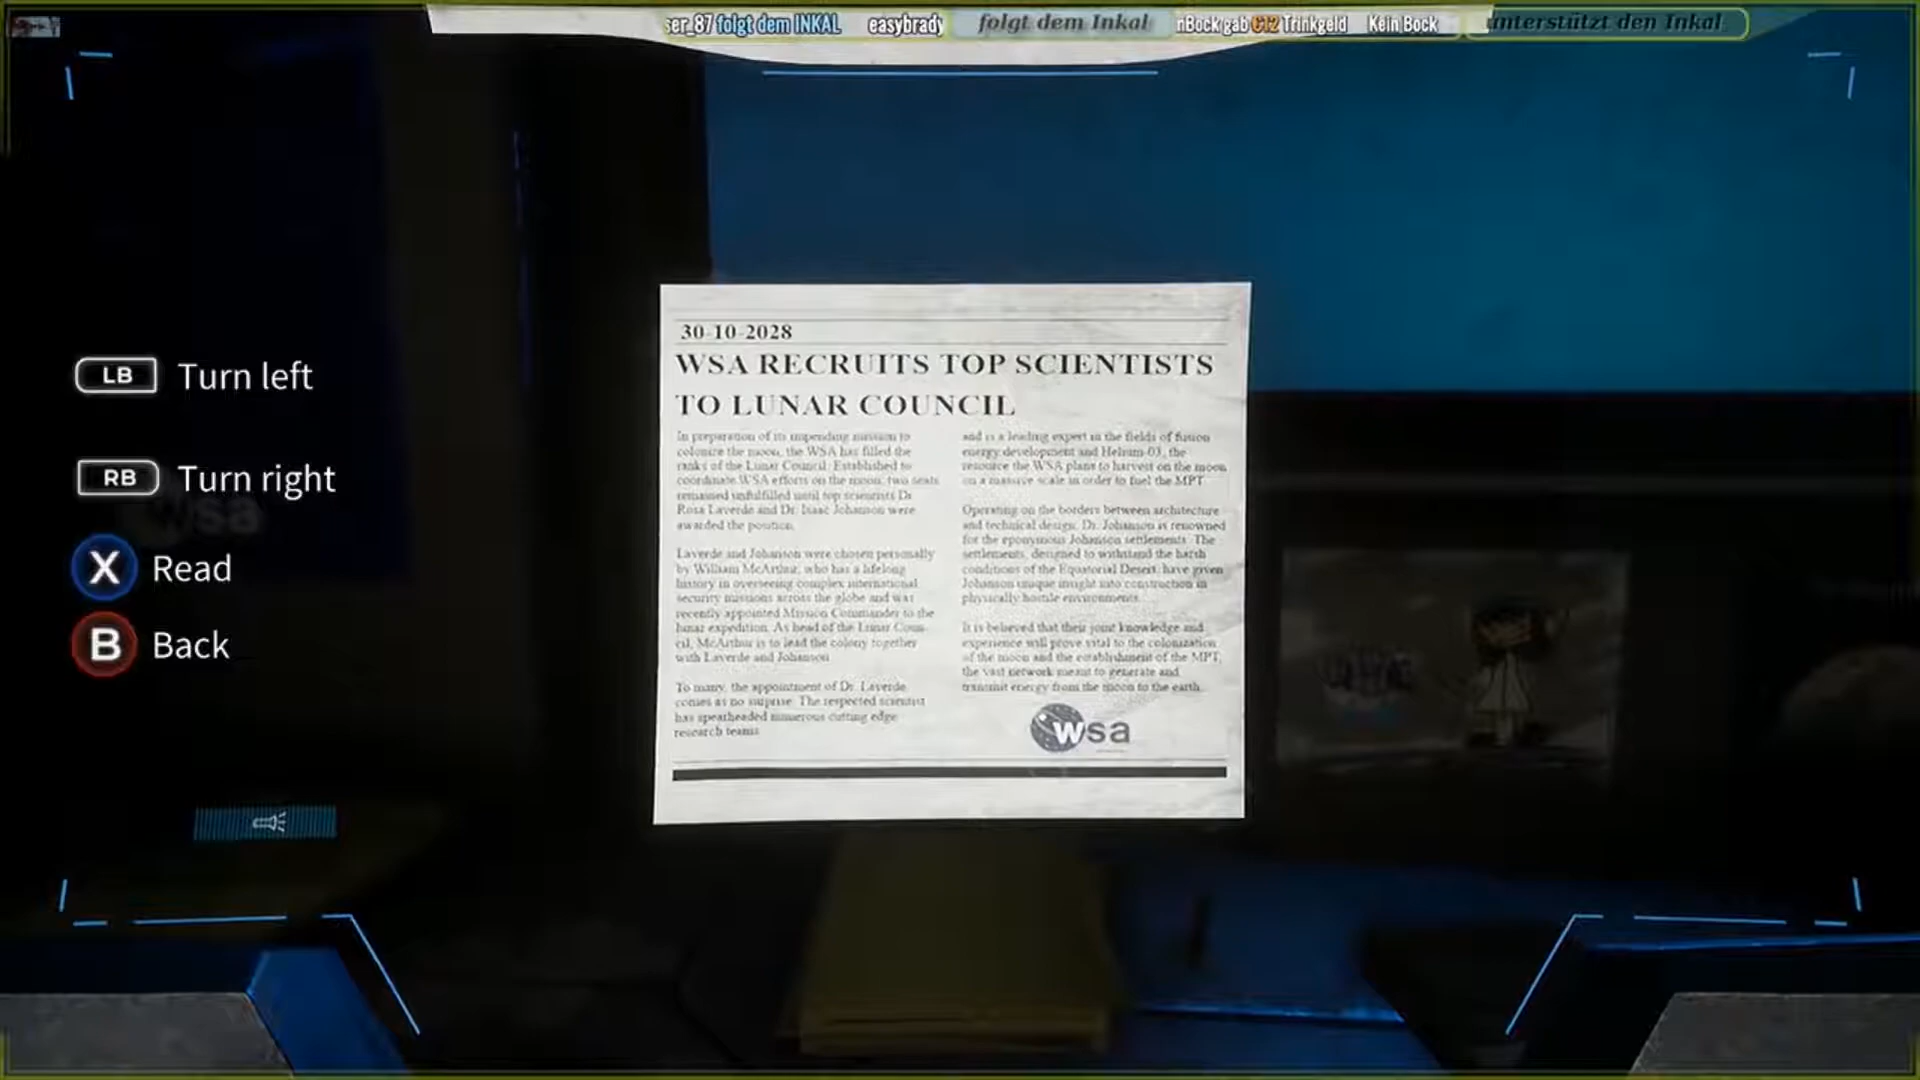 ser_87 folgt dem INKAL easybrady folgt dem Inkal nBock gab C12 Trinkgeld Kein Bock unterstützt den Inkal
LB Turn left
RB Turn right
X Read
B Back
wsa
30-10-2028
WSA RECRUITS TOP SCIENTISTS
TO LUNAR COUNCIL
In preparation of its impending mission to
colonize the moon, the WSA has filled the
ranks of the Lunar Council. Established to
coordinate WSA efforts on the moon, two seats
remained unfulfilled until top scientists Dr.
Rosa Laverde and Dr. Isaac Johanson were
awarded the position.
Laverde and Johanson were chosen personally
by William McArthur, who has a lifelong
history in overseeing complex international
security missions across the globe and was
recently appointed Mission Commander to the
lunar expedition. As head of the Lunar Coun-
cil, McArthur is to lead the colony together
with Laverde and Johanson.
To many, the appointment of Dr. Laverde
comes as no surprise. The respected scientist
has spearheaded numerous cutting edge
research teams
and is a leading expert in the fields of fusion
energy development and Helium-03, the
resource the WSA plans to harvest on the moon
on a massive scale in order to fuel the MPT.
Operating on the borders between architecture
and technical design, Dr. Johanson is renowned
for the eponymous Johanson settlements. The
settlements, designed to withstand the harsh
conditions of the Equatorial Desert, have given
Johanson unique insight into construction in
physically hostile environments.
It is believed that their joint knowledge and
experience will prove vital to the colonization
of the moon and the establishment of the MPT,
the vast network meant to generate and
transmit energy from the moon to the earth.
wsa